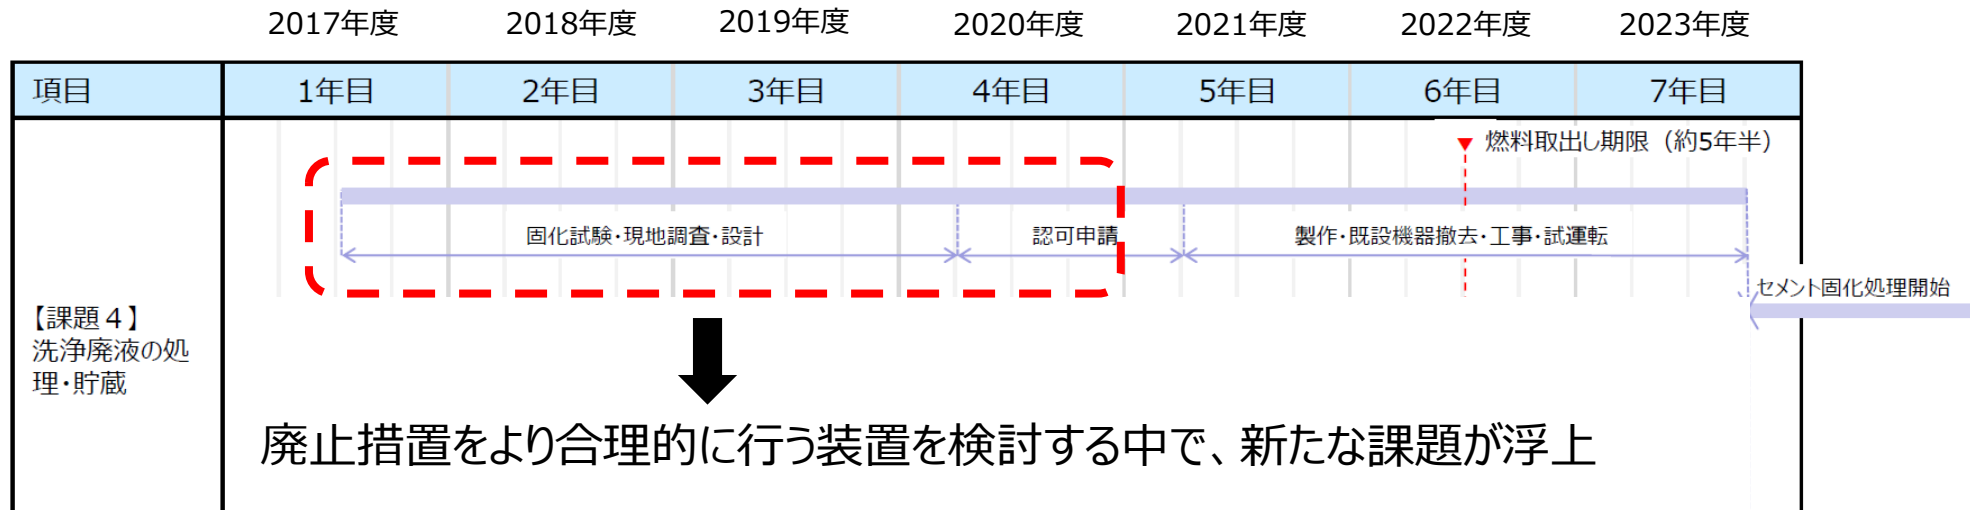 2017年度 2018年度 2019年度 2020年度 2021年度 2022年度 2023年度
項目 1年目 2年目 3年目 4年目 5年目 6年目 7年目
燃料取出し期限（約5年半）
固化試験・現地調査・設計 認可申請 製作・既設機器撤去・工事・試運転
セメント固化処理開始
【課題４】
洗浄廃液の処
理・貯蔵
廃止措置をより合理的に行う装置を検討する中で、新たな課題が浮上